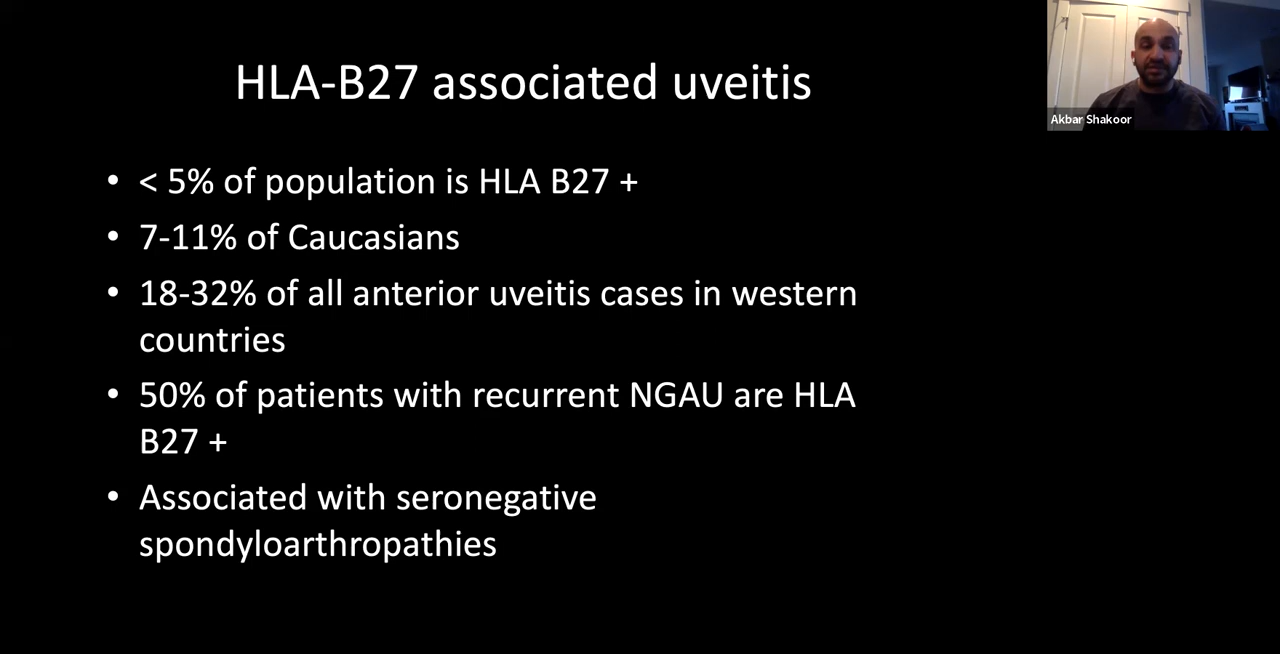 HLA-B27 associated uveitis
Akbar Shakoor
• < 5% of population is HLA B27 +
• 7-11% of Caucasians
• 18-32% of all anterior uveitis cases in western
countries
• 50% of patients with recurrent NGAU are HLA
B27 +
• Associated with seronegative
spondyloarthropathies